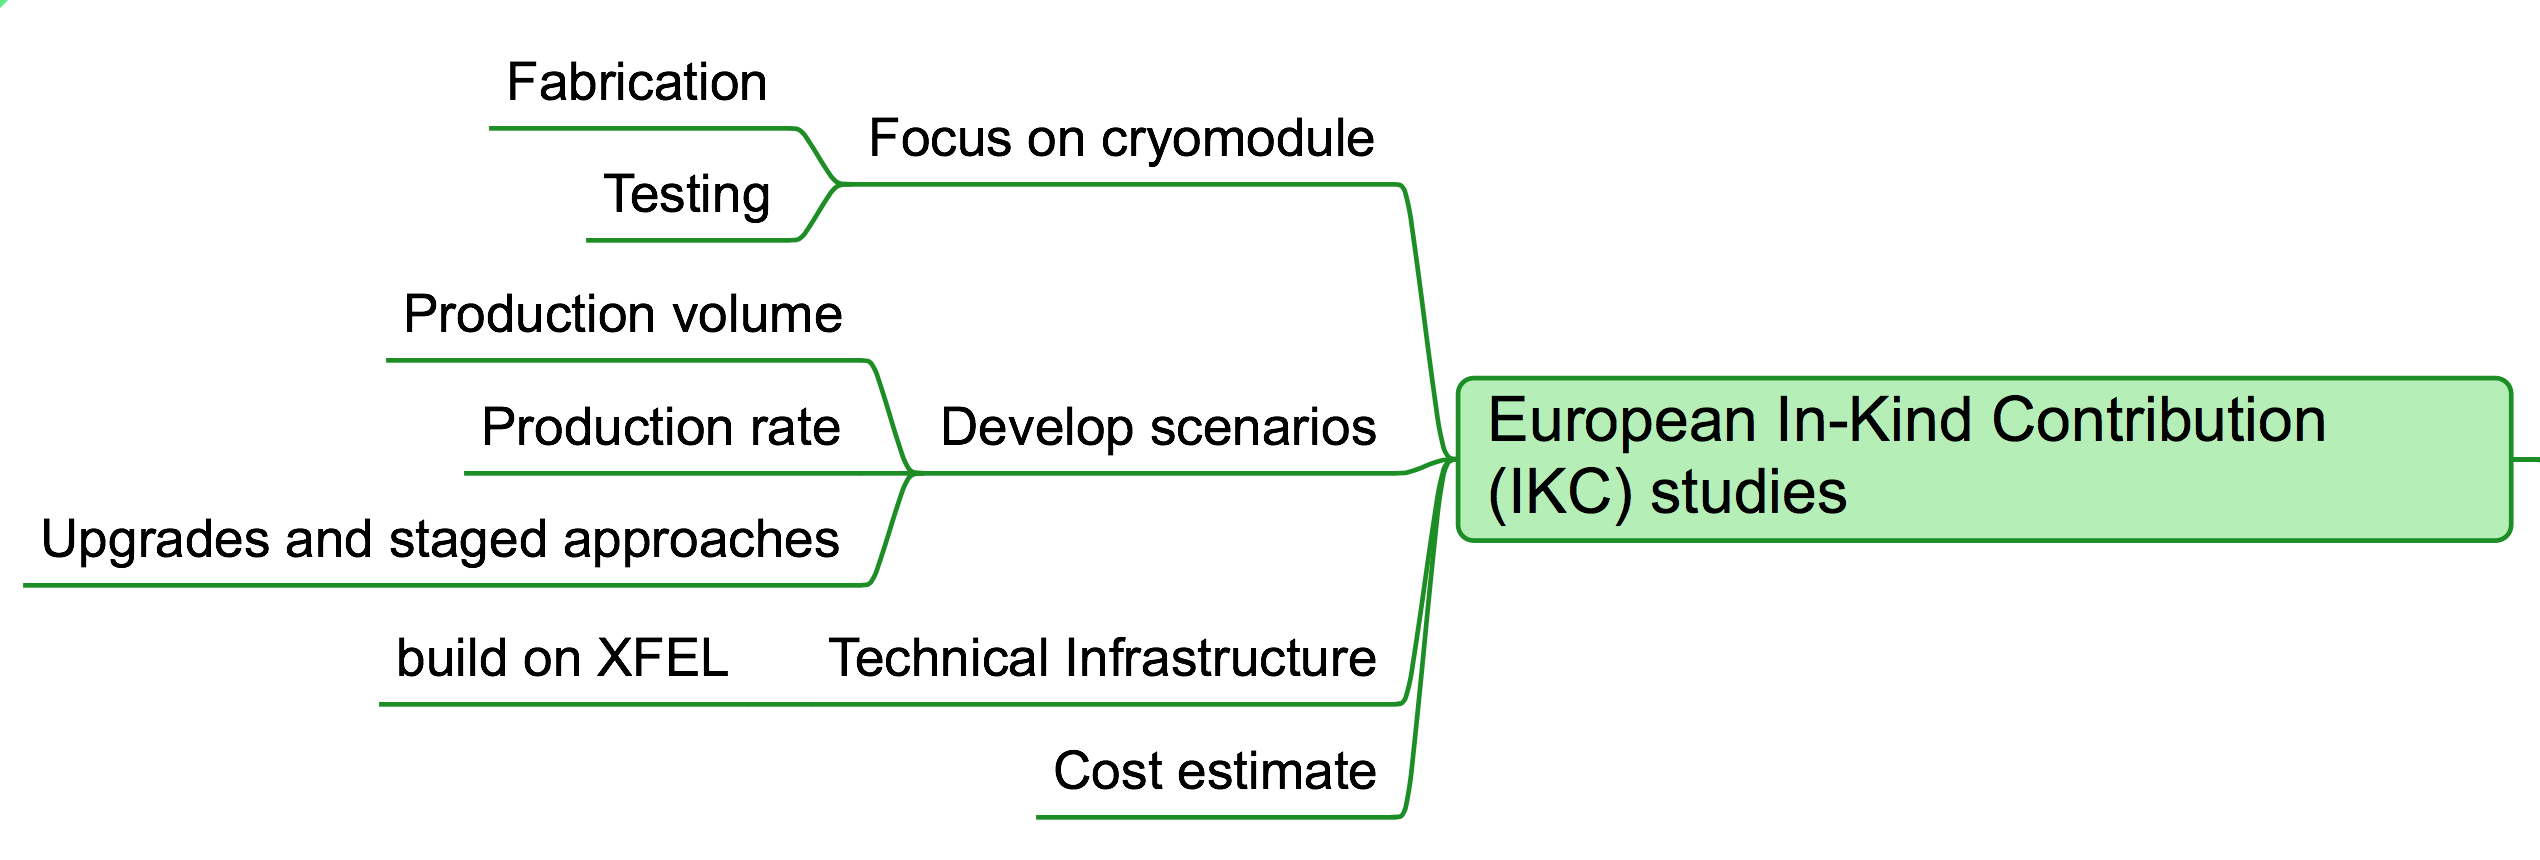 Fabrication
Focus on cryomodule
Testing
Production volume
Production rate
Develop scenarios
Upgrades and staged approaches
European In-Kind Contribution
(IKC) studies
build on XFEL
Technical Infrastructure
Cost estimate